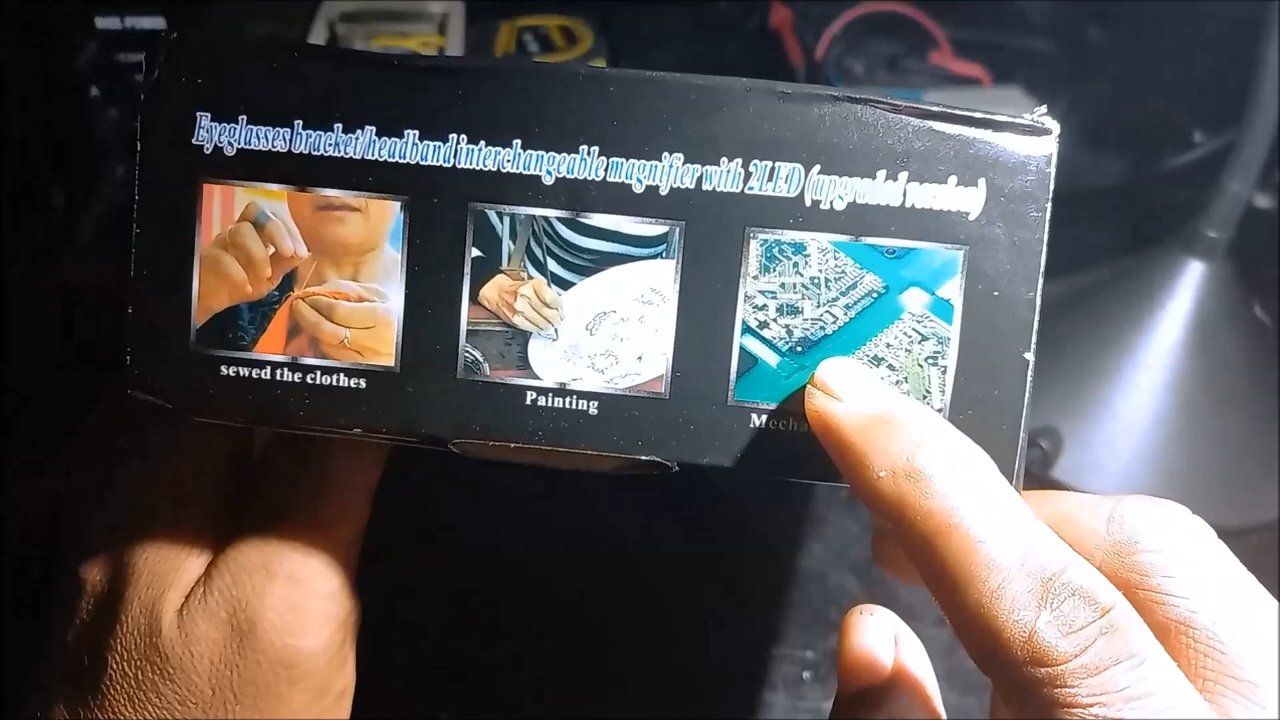 Eyeglasses bracket/headband interchangeable magnifier with 2LED (upgraded version)
sewed the clothes
Painting